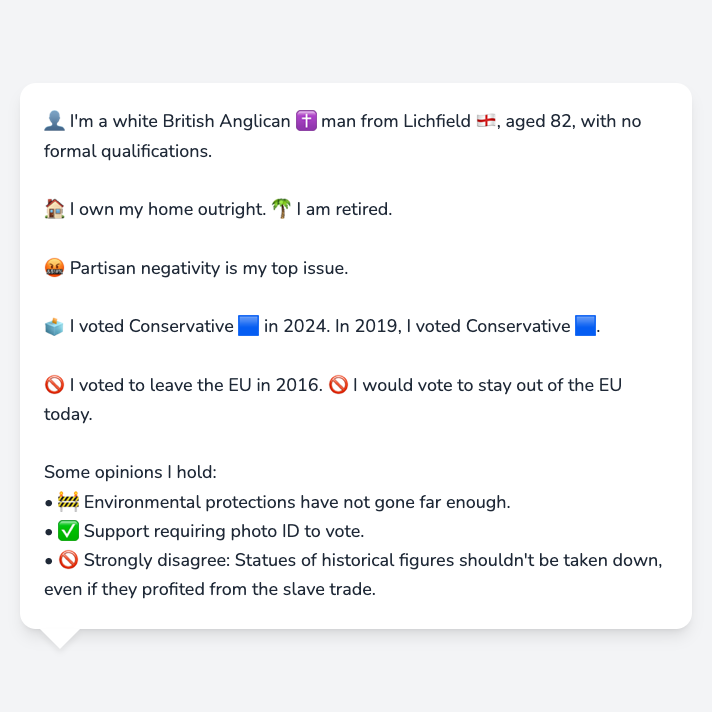 👤 I'm a white British Anglican ✝️ man from Lichfield 🏴󠁧󠁢󠁥󠁮󠁧󠁿, aged 82, with no
formal qualifications.
🏠 I own my home outright. 🌴 I am retired.
🤬 Partisan negativity is my top issue.
🗳️ I voted Conservative 🟦 in 2024. In 2019, I voted Conservative 🟦.
🚫 I voted to leave the EU in 2016. 🚫 I would vote to stay out of the EU
today.
Some opinions I hold:
• 🚧 Environmental protections have not gone far enough.
• ✅ Support requiring photo ID to vote.
• 🚫 Strongly disagree: Statues of historical figures shouldn't be taken down,
even if they profited from the slave trade.